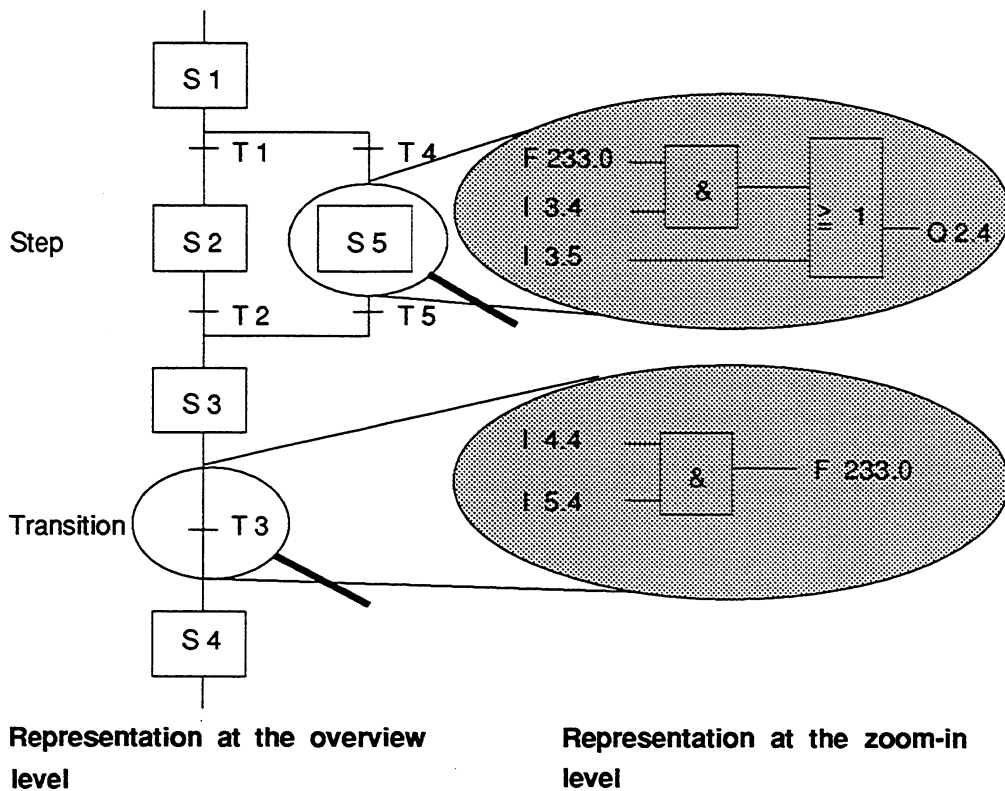 S 1
T 1
T 4
Step
S 2
S 5
T 2
T 5
S 3
Transition
T 3
S 4
F 233.0
I 3.4
I 3.5
&
≥ 1
Q 2.4
I 4.4
I 5.4
&
F 233.0
Representation at the overview
level
Representation at the zoom-in
level